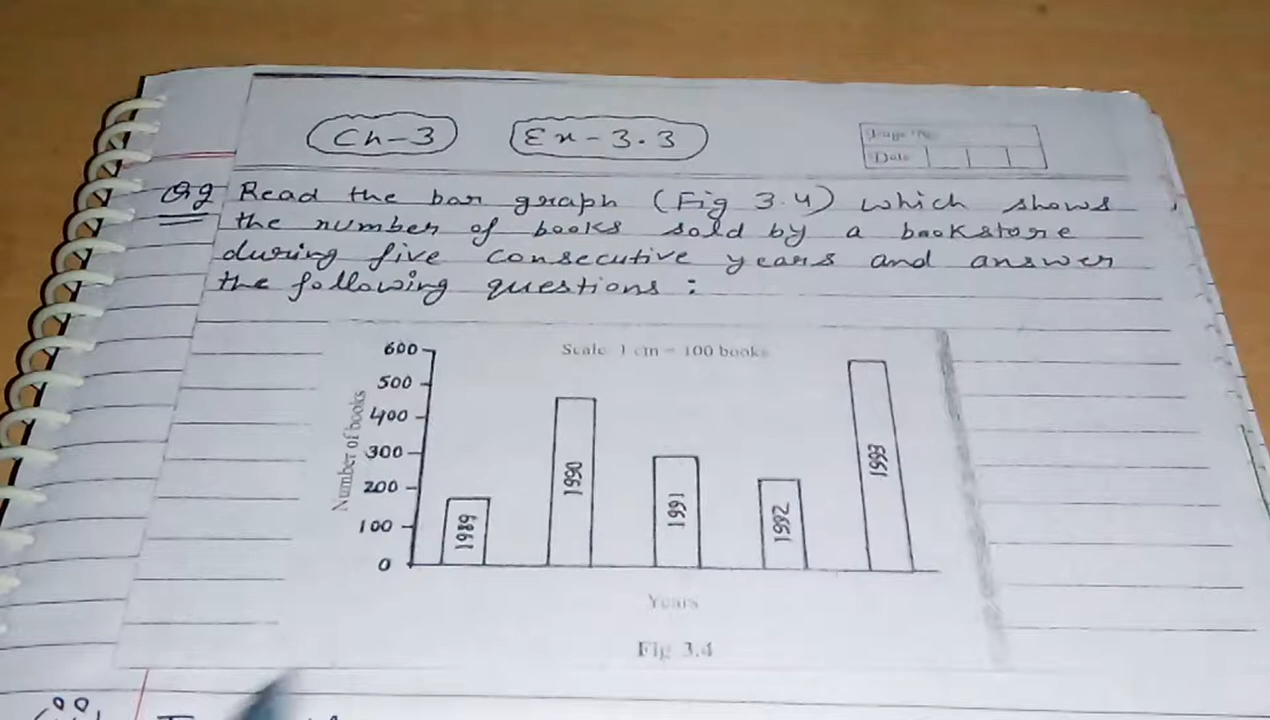 Ch-3 Ex-3.3
Page No.
Date
Q2 Read the bar graph (Fig 3.4) which shows
the number of books sold by a bookstore
during five consecutive years and answer
the following questions :
Scale 1 cm = 100 books
600
500
400
300
200
100
0
Number of books
1989
1990
1991
1992
1993
Years
Fig 3.4